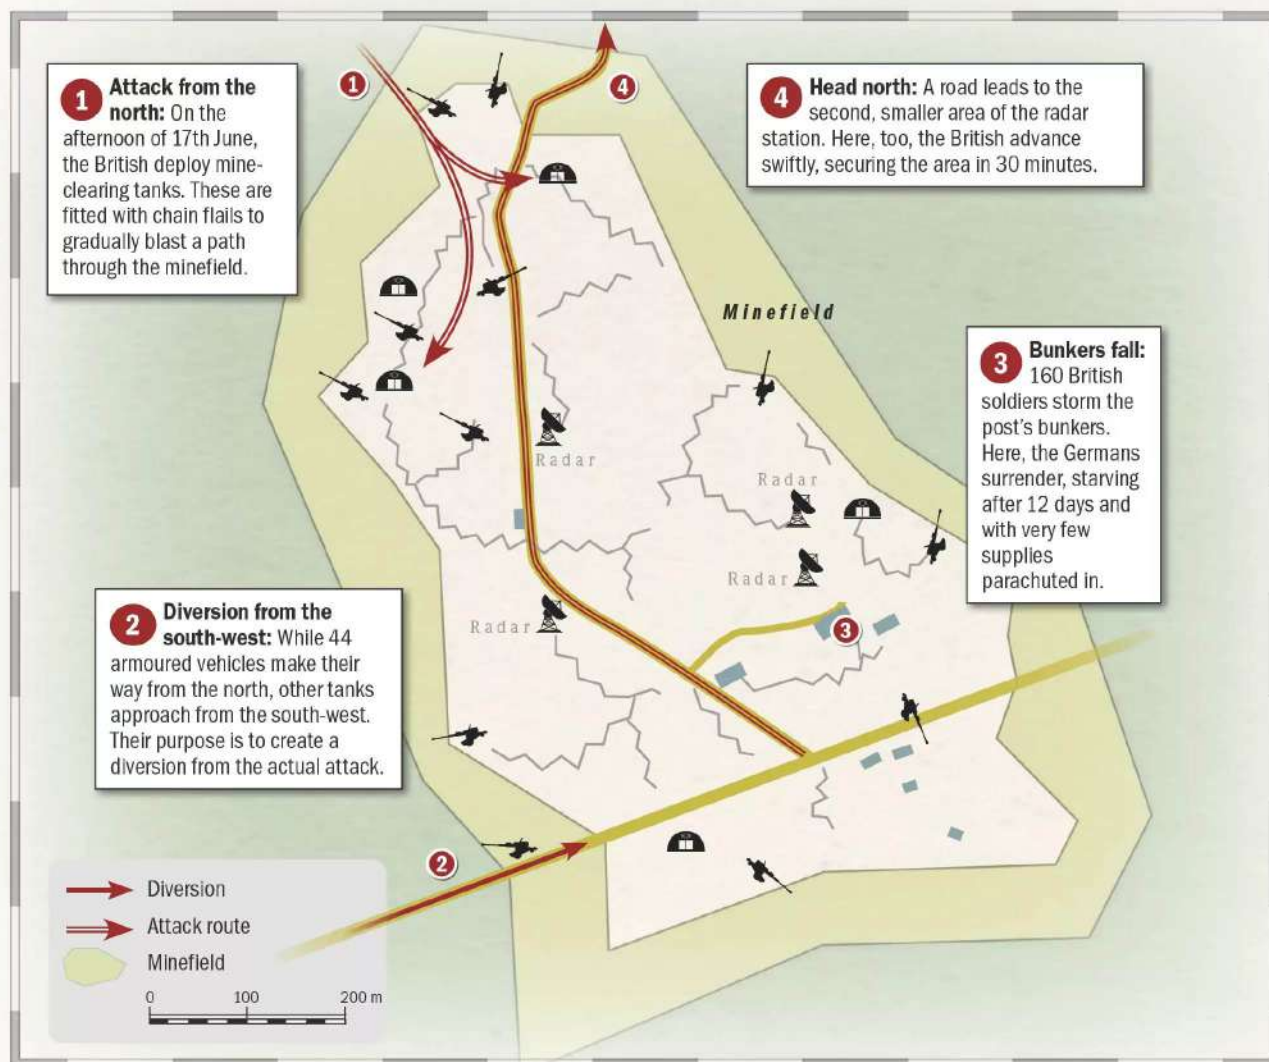 1 Attack from the
north: On the
afternoon of 17th June,
the British deploy mine-
clearing tanks. These are
fitted with chain flails to
gradually blast a path
through the minefield.
1
4
4 Head north: A road leads to the
second, smaller area of the radar
station. Here, too, the British advance
swiftly, securing the area in 30 minutes.
Minefield
3 Bunkers fall:
160 British
soldiers storm the
post's bunkers.
Here, the Germans
surrender, starving
after 12 days and
with very few
supplies
parachuted in.
Radar
Radar
Radar
Radar
3
2 Diversion from the
south-west: While 44
armoured vehicles make their
way from the north, other tanks
approach from the south-west.
Their purpose is to create a
diversion from the actual attack.
2
Diversion
Attack route
Minefield
0 100 200 m